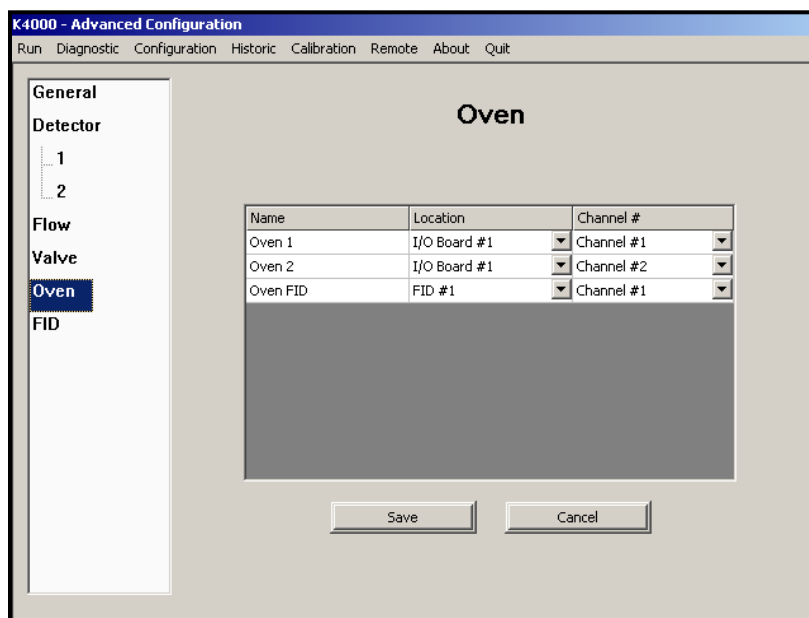 K4000 - Advanced Configuration
Run Diagnostic Configuration Historic Calibration Remote About Quit
General
Detector
1
2
Flow
Valve
Oven
FID
Oven
Name Location Channel #
Oven 1 I/O Board #1 Channel #1
Oven 2 I/O Board #1 Channel #2
Oven FID FID #1 Channel #1
Save Cancel